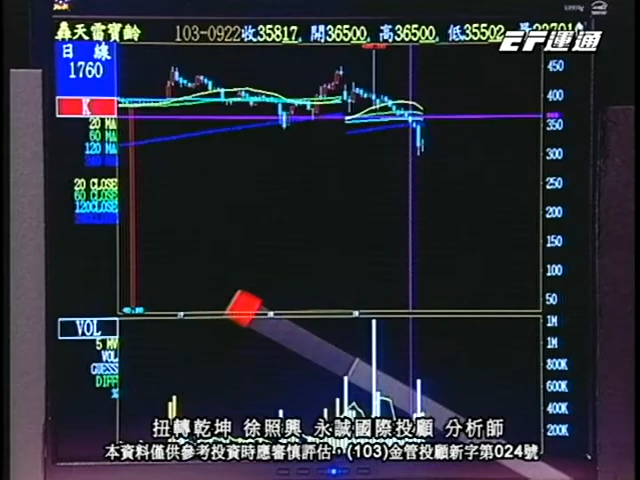 轟天雷寶齡 103-0922收35817, 開36500, 高36500, 低35502
EF運通
日 線
1760
K
20 MA
60 MA
120 MA
20 CLOSE
60 CLOSE
120CLOSE
450
400
350
300
250
200
150
100
50
VOL
5 MV
VOL
GUESS
DIFF
%
1M
1M
800K
600K
400K
200K
扭轉乾坤 徐照興 永誠國際投顧 分析師
本資料僅供參考投資時應審慎評估,(103)金管投顧新字第024號